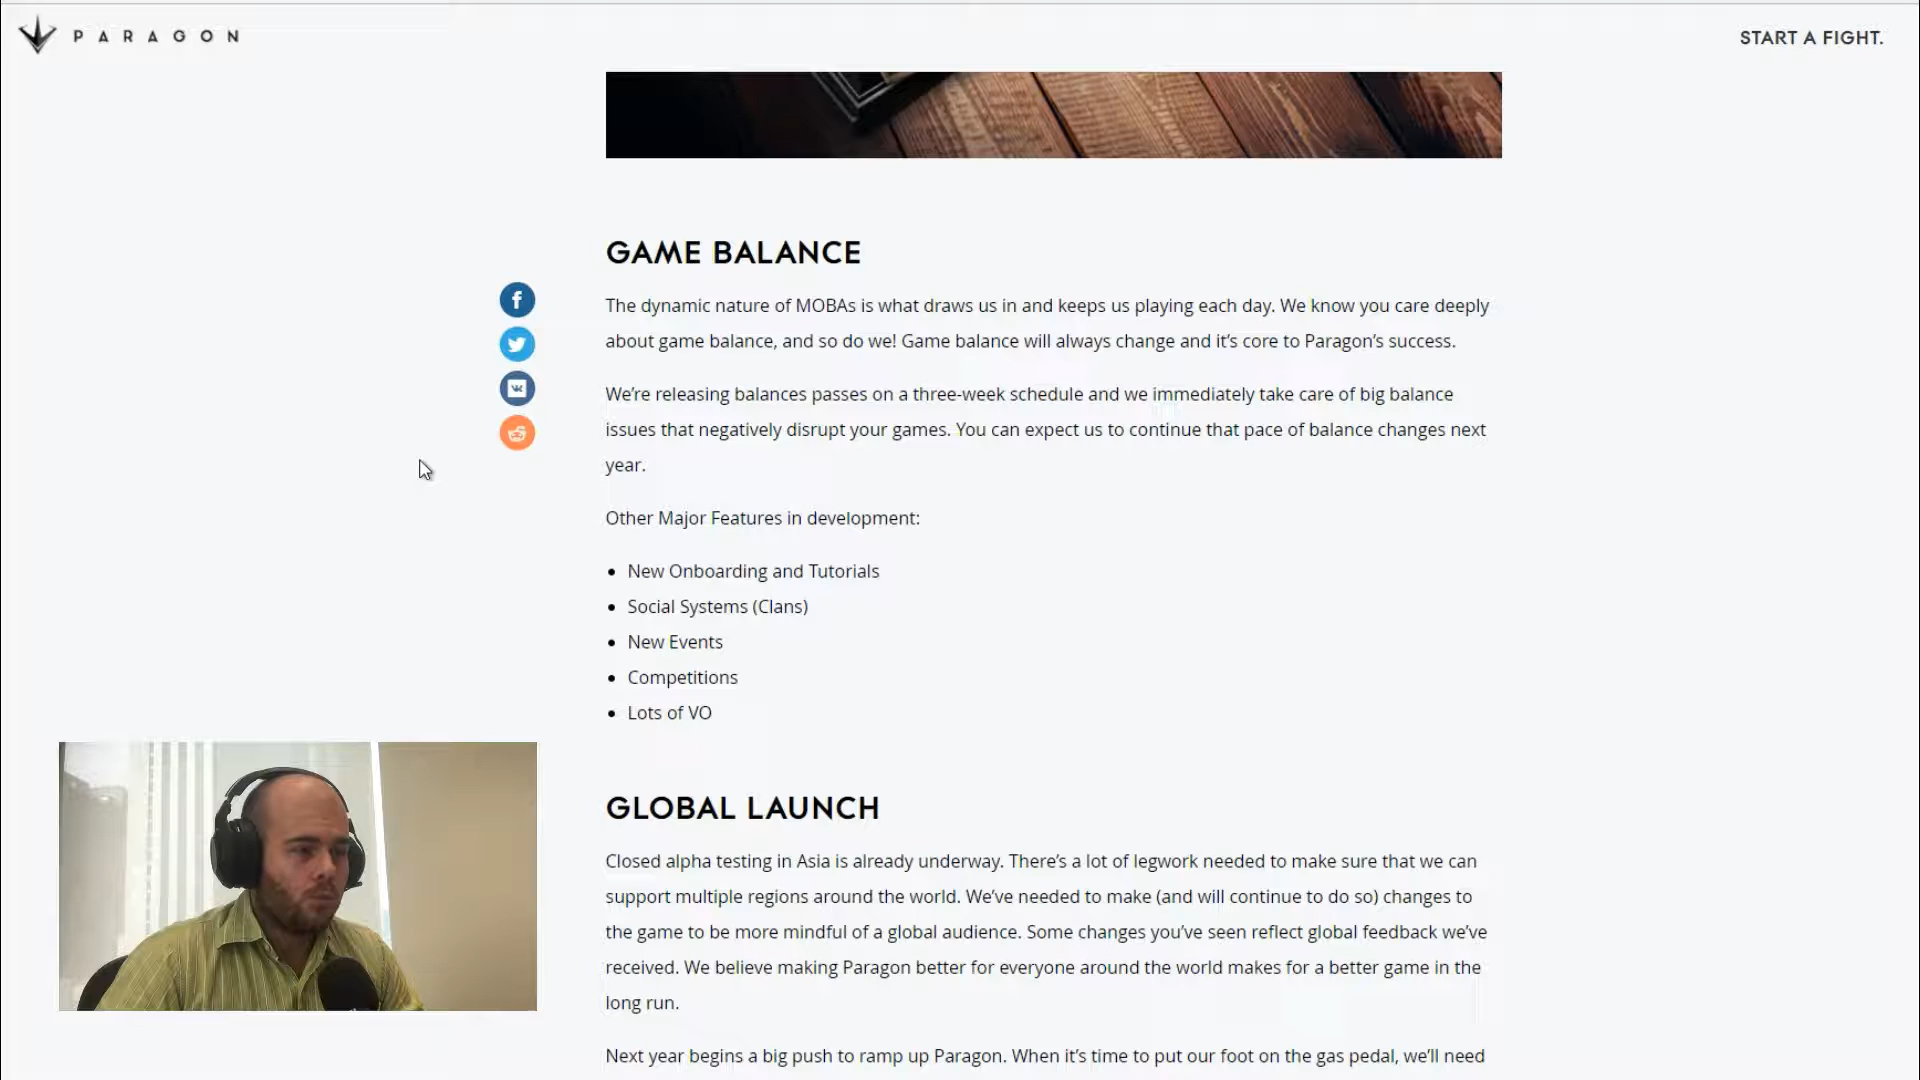 PARAGON
START A FIGHT.
GAME BALANCE
The dynamic nature of MOBAs is what draws us in and keeps us playing each day. We know you care deeply
about game balance, and so do we! Game balance will always change and it's core to Paragon's success.
We're releasing balances passes on a three-week schedule and we immediately take care of big balance
issues that negatively disrupt your games. You can expect us to continue that pace of balance changes next
year.
Other Major Features in development:
• New Onboarding and Tutorials
• Social Systems (Clans)
• New Events
• Competitions
• Lots of VO
GLOBAL LAUNCH
Closed alpha testing in Asia is already underway. There's a lot of legwork needed to make sure that we can
support multiple regions around the world. We've needed to make (and will continue to do so) changes to
the game to be more mindful of a global audience. Some changes you've seen reflect global feedback we've
received. We believe making Paragon better for everyone around the world makes for a better game in the
long run.
Next year begins a big push to ramp up Paragon. When it's time to put our foot on the gas pedal, we'll need